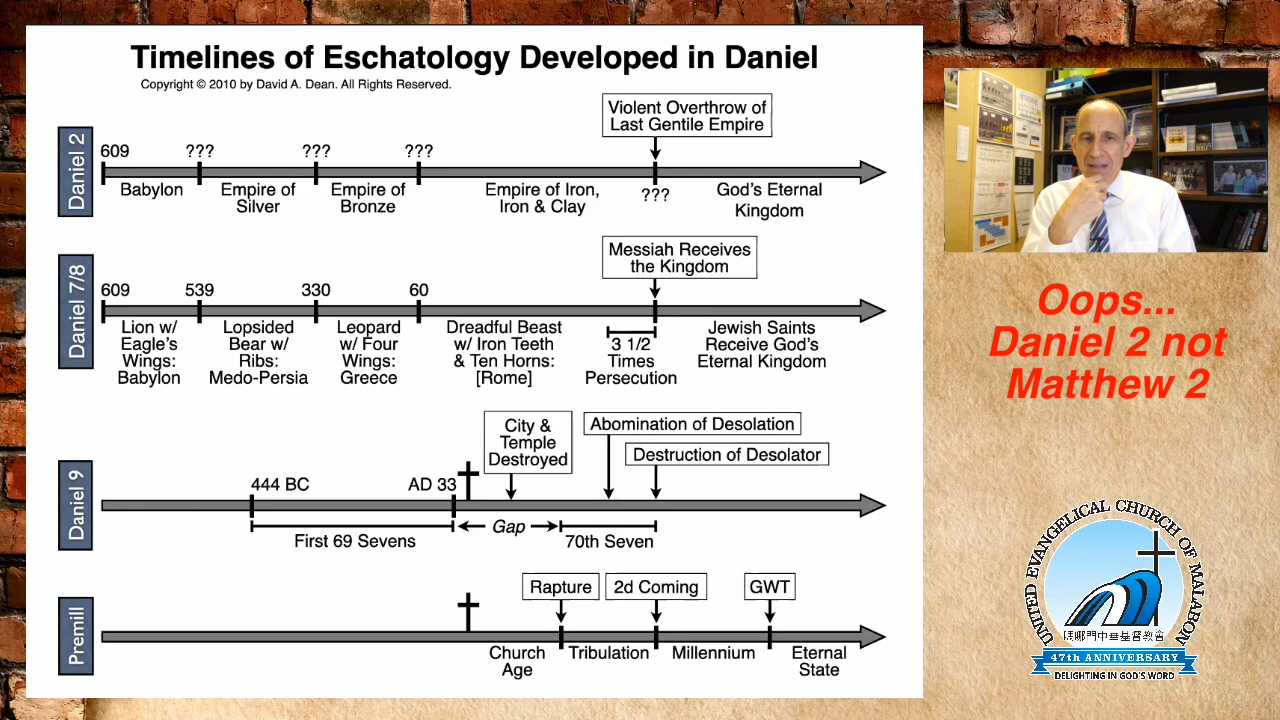 Timelines of Eschatology Developed in Daniel
Copyright © 2010 by David A. Dean. All Rights Reserved.
Daniel 2
Violent Overthrow of
Last Gentile Empire
609
???
???
???
Babylon
Empire of
Silver
Empire of
Bronze
Empire of Iron,
Iron & Clay
???
God's Eternal
Kingdom
Daniel 7/8
Messiah Receives
the Kingdom
609
539
330
60
Lion w/
Eagle's
Wings:
Babylon
Lopsided
Bear w/
Ribs:
Medo-Persia
Leopard
w/ Four
Wings:
Greece
Dreadful Beast
w/ Iron Teeth
& Ten Horns:
[Rome]
3 1/2
Times
Persecution
Jewish Saints
Receive God's
Eternal Kingdom
Daniel 9
City &
Temple
Destroyed
Abomination of Desolation
Destruction of Desolator
444 BC
AD 33
First 69 Sevens
Gap
70th Seven
Premill
Rapture
2d Coming
GWT
Church
Age
Tribulation
Millennium
Eternal
State
Oops...
Daniel 2 not
Matthew 2
UNITED EVANGELICAL CHURCH OF MALABON
中華基督教會
47th ANNIVERSARY
DELIGHTING IN GOD'S WORD